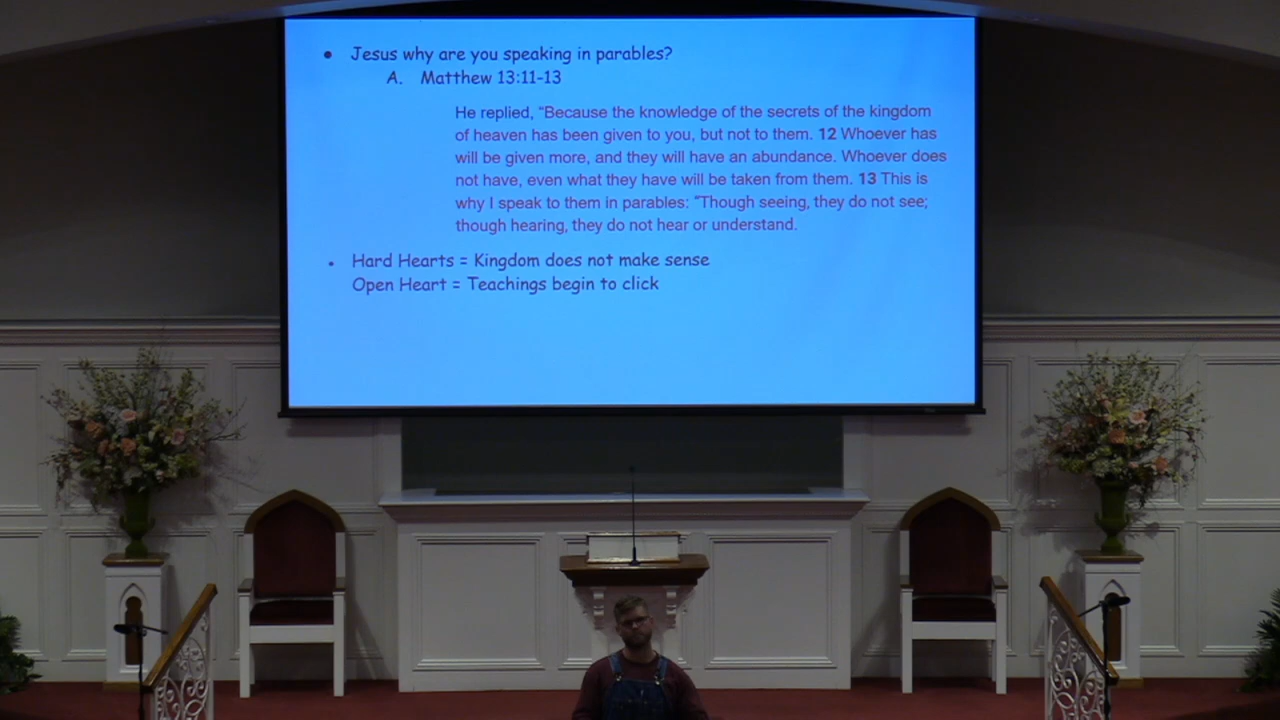 • Jesus why are you speaking in parables?
A. Matthew 13:11-13
He replied, “Because the knowledge of the secrets of the kingdom
of heaven has been given to you, but not to them. 12 Whoever has
will be given more, and they will have an abundance. Whoever does
not have, even what they have will be taken from them. 13 This is
why I speak to them in parables: “Though seeing, they do not see;
though hearing, they do not hear or understand.
• Hard Hearts = Kingdom does not make sense
Open Heart = Teachings begin to click